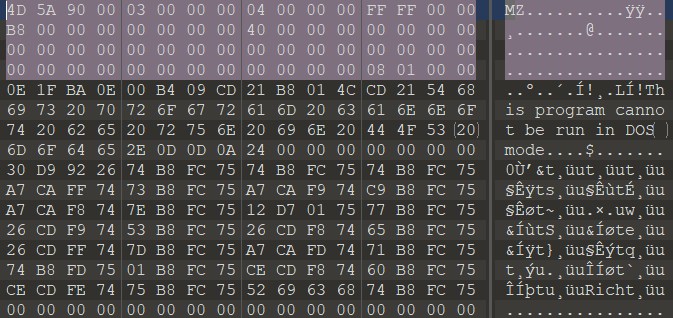 4D 5A 90 00 03 00 00 00 04 00 00 00 FF FF 00 00 MZ..........ÿÿ..
B8 00 00 00 00 00 00 00 40 00 00 00 00 00 00 00 ¸.......@.......
00 00 00 00 00 00 00 00 00 00 00 00 00 00 00 00 ................
00 00 00 00 00 00 00 00 00 00 00 00 08 01 00 00 ................
0E 1F BA 0E 00 B4 09 CD 21 B8 01 4C CD 21 54 68 ..º..´.Í!¸.LÍ!Th
69 73 20 70 72 6F 67 72 61 6D 20 63 61 6E 6E 6F is program canno
74 20 62 65 20 72 75 6E 20 69 6E 20 44 4F 53 20 t be run in DOS
6D 6F 64 65 2E 0D 0D 0A 24 00 00 00 00 00 00 00 mode....$.......
30 D9 92 26 74 B8 FC 75 74 B8 FC 75 74 B8 FC 75 0Ù’&t¸üut¸üut¸üu
A7 CA FF 74 73 B8 FC 75 A7 CA F9 74 C9 B8 FC 75 §Êÿts¸üu§Êùtɸüu
A7 CA F8 74 7E B8 FC 75 12 D7 01 75 77 B8 FC 75 §Êøt~¸üu.×.uw¸üu
26 CD F9 74 53 B8 FC 75 26 CD F8 74 65 B8 FC 75 &ÍùtS¸üu&Íøte¸üu
26 CD FF 74 7D B8 FC 75 A7 CA FD 74 71 B8 FC 75 &Íÿt}¸üu§Êýtq¸üu
74 B8 FD 75 01 B8 FC 75 CE CD F8 74 60 B8 FC 75 t¸ýu.¸üuÎÍøt`¸üu
CE CD FE 74 75 B8 FC 75 52 69 63 68 74 B8 FC 75 ÎÍþtu¸üuRicht¸üu
00 00 00 00 00 00 00 00 00 00 00 00 00 00 00 00 ................